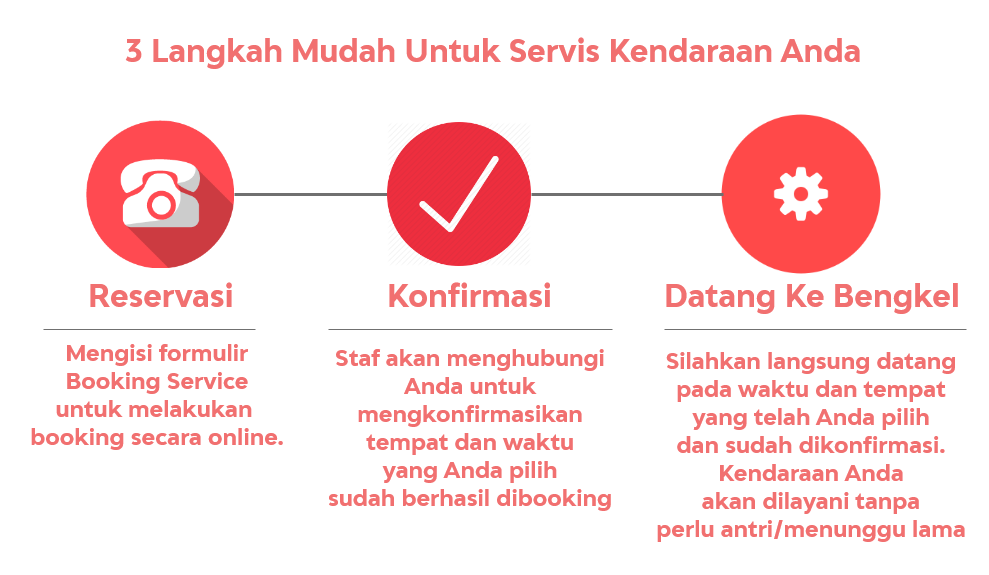 3 Langkah Mudah Untuk Servis Kendaraan Anda
Reservasi
Mengisi formulir
Booking Service
untuk melakukan
booking secara online.
Konfirmasi
Staf akan menghubungi
Anda untuk
mengkonfirmasikan
tempat dan waktu
yang Anda pilih
sudah berhasil dibooking
Datang Ke Bengkel
Silahkan langsung datang
pada waktu dan tempat
yang telah Anda pilih
dan sudah dikonfirmasi.
Kendaraan Anda
akan dilayani tanpa
perlu antri/menunggu lama